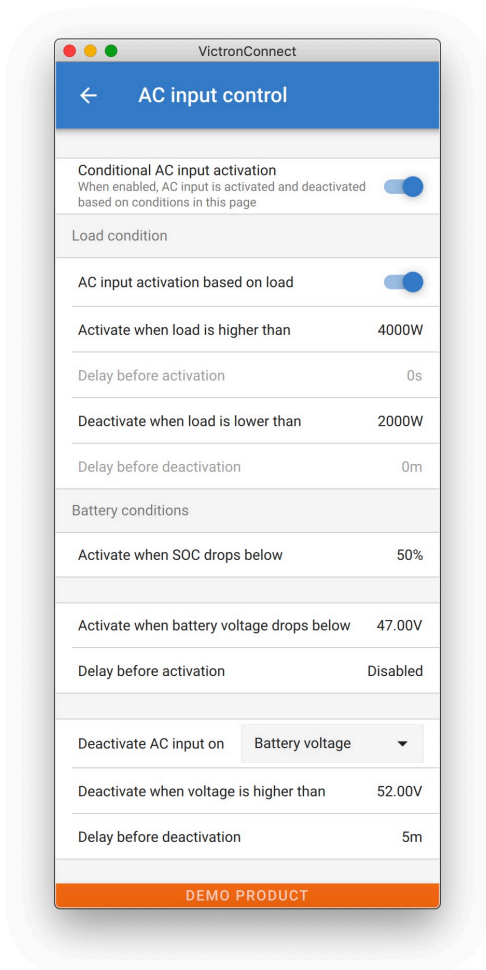 VictronConnect
AC input control
Conditional AC input activation
When enabled, AC input is activated and deactivated
based on conditions in this page
Load condition
AC input activation based on load
Activate when load is higher than 4000W
Delay before activation 0s
Deactivate when load is lower than 2000W
Delay before deactivation 0m
Battery conditions
Activate when SOC drops below 50%
Activate when battery voltage drops below 47.00V
Delay before activation Disabled
Deactivate AC input on Battery voltage
Deactivate when voltage is higher than 52.00V
Delay before deactivation 5m
DEMO PRODUCT